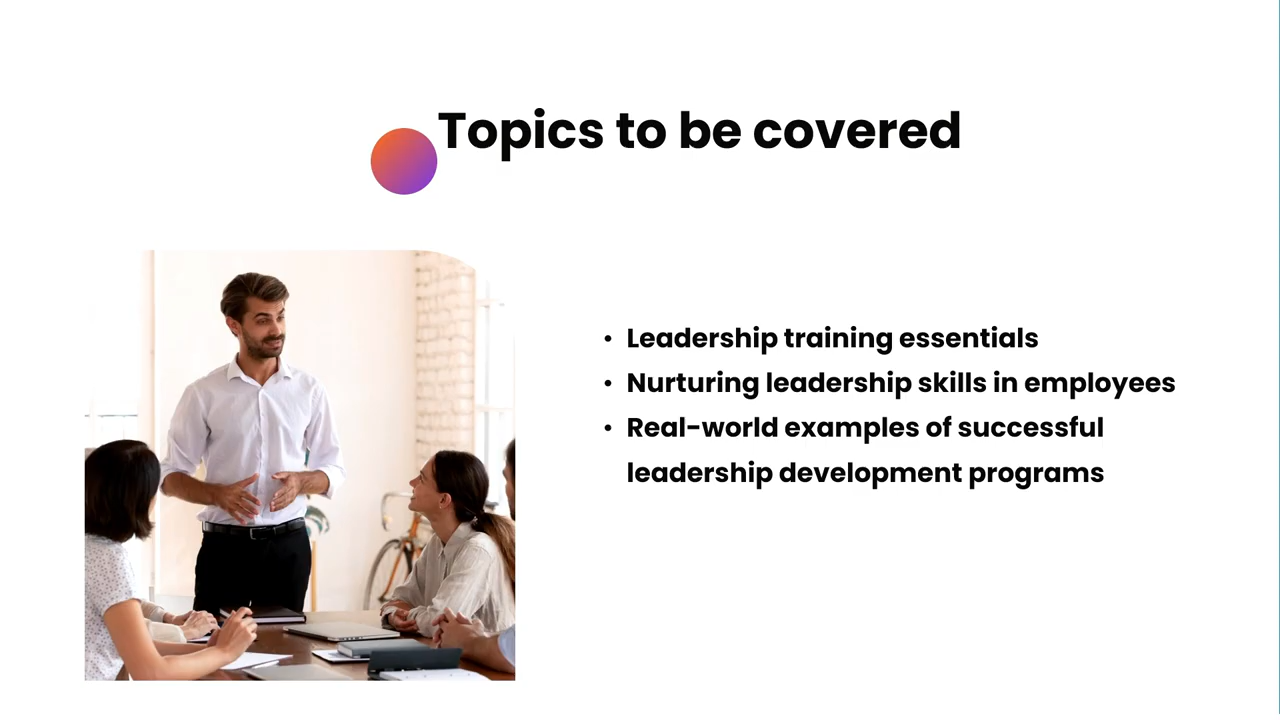 Topics to be covered
• Leadership training essentials
• Nurturing leadership skills in employees
• Real-world examples of successful
leadership development programs